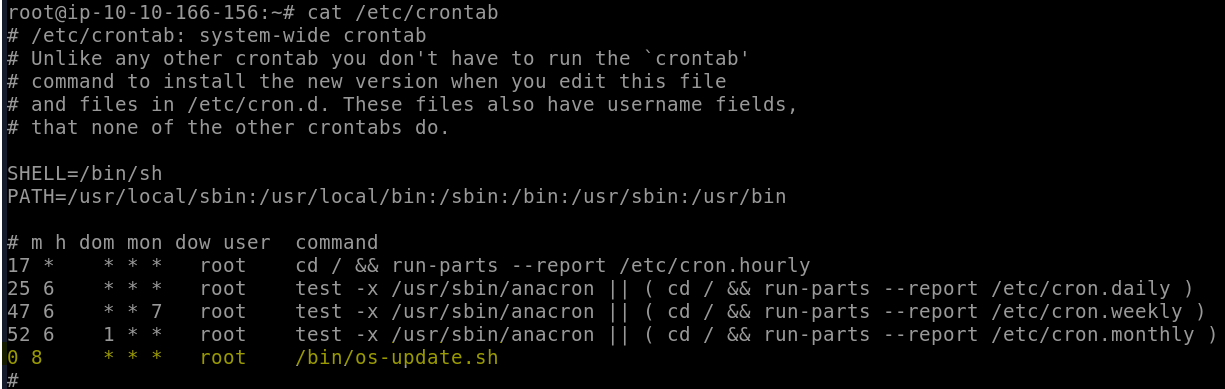 root@ip-10-10-166-156:~# cat /etc/crontab
# /etc/crontab: system-wide crontab
# Unlike any other crontab you don't have to run the `crontab'
# command to install the new version when you edit this file
# and files in /etc/cron.d. These files also have username fields,
# that none of the other crontabs do.

SHELL=/bin/sh
PATH=/usr/local/sbin:/usr/local/bin:/sbin:/bin:/usr/sbin:/usr/bin

# m h dom mon dow user  command
17 *    * * *   root    cd / && run-parts --report /etc/cron.hourly
25 6    * * *   root    test -x /usr/sbin/anacron || ( cd / && run-parts --report /etc/cron.daily )
47 6    * * 7   root    test -x /usr/sbin/anacron || ( cd / && run-parts --report /etc/cron.weekly )
52 6    1 * *   root    test -x /usr/sbin/anacron || ( cd / && run-parts --report /etc/cron.monthly )
0 8     * * *   root    /bin/os-update.sh
#